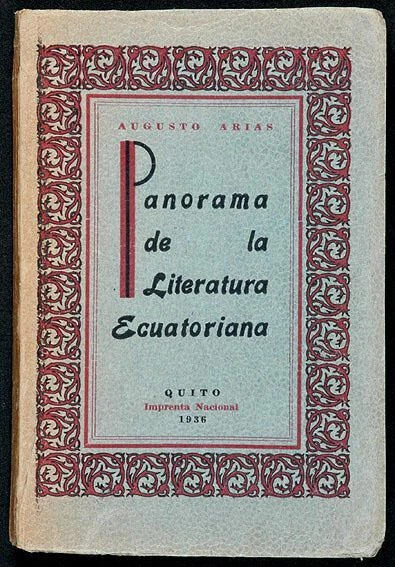 AUGUSTO ARIAS
Panorama
de la
Literatura
Ecuatoriana
QUITO
Imprenta Nacional
1936